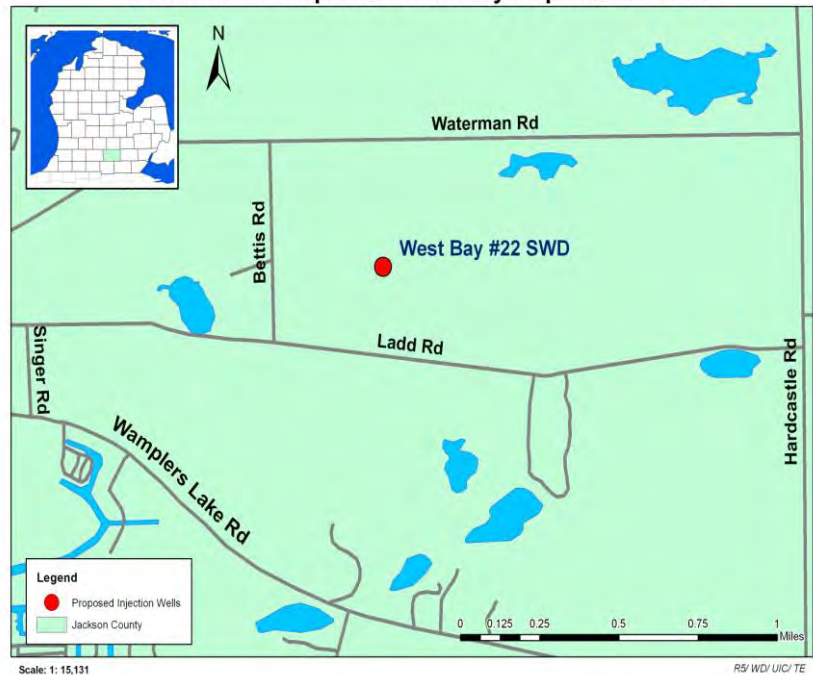 N
Waterman Rd
Bettis Rd
West Bay #22 SWD
Ladd Rd
Singer Rd
Hardcastle Rd
Wamplers Lake Rd
Legend
Proposed Injection Wells
Jackson County
0 0.125 0.25 0.5 0.75 1
Miles
Scale: 1: 15,131
R5/ WD/ UIC/ TE